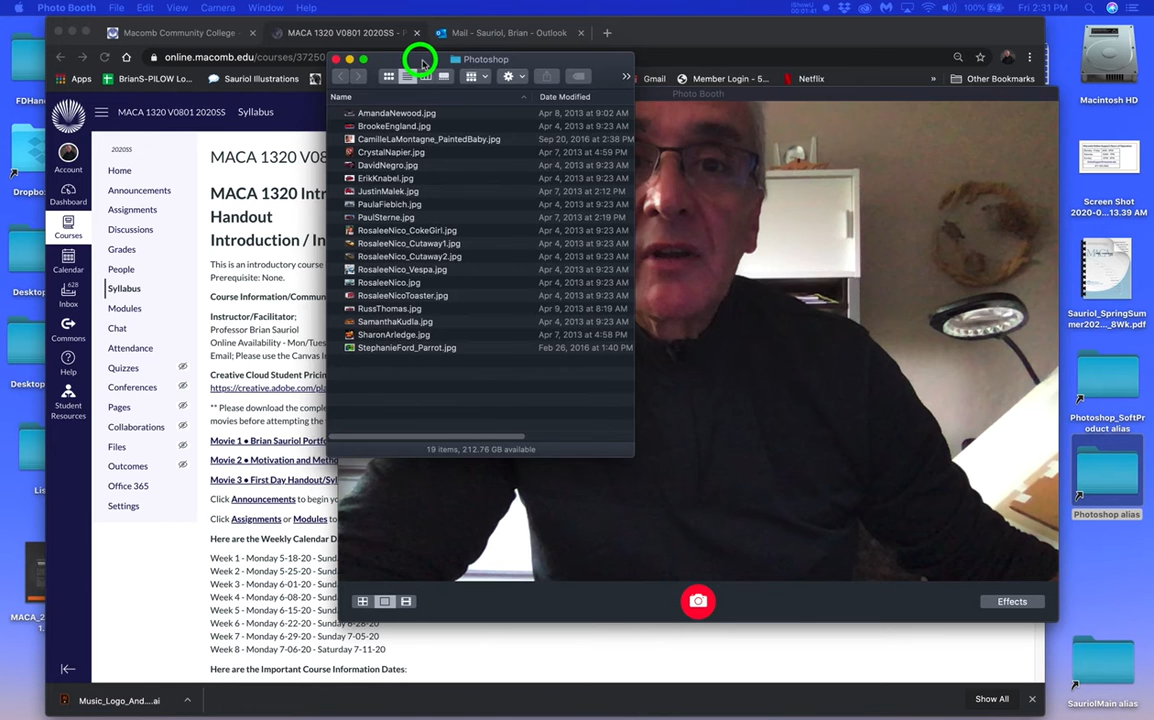 Photo Booth File Edit View Camera Window Help
(Show)
00:01:41
100%
Fri 2:31 PM
Macomb Community College -
MACA 1320 V0801 2020SS -
Mail - Sauriol, Brian - Outlook
online.macomb.edu/courses/37250
Apps BrianS-PILOW Lo... Sauriol Illustrations Gmail Member Login - 5... Netflix » Other Bookmarks
MACA 1320 V0801 2020SS Syllabus
Account
Dashboard
Courses
Calendar
628
Inbox
Commons
Help
Student
Resources
2020SS
Home
Announcements
Assignments
Discussions
Grades
People
Syllabus
Modules
Chat
Attendance
Quizzes
Conferences
Pages
Collaborations
Files
Outcomes
Office 365
Settings
MACA 1320 V08
MACA 1320 Intr
Handout
Introduction / In
This is an introductory course
Prerequisite: None.
Course Information/Commun
Instructor/Facilitator;
Professor Brian Sauriol
Online Availability - Mon/Tues
Email; Please use the Canvas In
Creative Cloud Student Pricin
https://creative.adobe.com/pla
** Please download the comple
movies before attempting the
Movie 1 • Brian Sauriol Portfo
Movie 2 • Motivation and Meth
Movie 3 • First Day Handout/Syl
Click Announcements to begin yo
Click Assignments or Modules to
Here are the Weekly Calendar D
Week 1 - Monday 5-18-20 - Sund
Week 2 - Monday 5-25-20 - Sund
Week 3 - Monday 6-01-20 - Sund
Week 4 - Monday 6-08-20 - Sund
Week 5 - Monday 6-15-20 - Sund
Week 6 - Monday 6-22-20 - Sunday 6-28-20
Week 7 - Monday 6-29-20 - Sunday 7-05-20
Week 8 - Monday 7-06-20 - Saturday 7-11-20
Here are the Important Course Information Dates:
Photoshop
Name Date Modified
AmandaNewood.jpg Apr 8, 2013 at 9:02 AM
BrookeEngland.jpg Apr 4, 2013 at 9:23 AM
CamilleLaMontagne_PaintedBaby.jpg Sep 20, 2016 at 2:38 PM
CrystalNapier.jpg Apr 7, 2013 at 4:59 PM
DavidNegro.jpg Apr 4, 2013 at 9:23 AM
ErikKnabel.jpg Apr 4, 2013 at 9:23 AM
JustinMalek.jpg Apr 7, 2013 at 2:12 PM
PaulaFiebich.jpg Apr 4, 2013 at 9:23 AM
PaulSterne.jpg Apr 7, 2013 at 2:19 PM
RosaleeNico_CokeGirl.jpg Apr 4, 2013 at 9:23 AM
RosaleeNico_Cutaway1.jpg Apr 4, 2013 at 9:23 AM
RosaleeNico_Cutaway2.jpg Apr 4, 2013 at 9:23 AM
RosaleeNico_Vespa.jpg Apr 4, 2013 at 9:23 AM
RosaleeNico.jpg Apr 4, 2013 at 9:23 AM
RosaleeNicoToaster.jpg Apr 4, 2013 at 9:23 AM
RussThomas.jpg Apr 9, 2013 at 8:19 AM
SamanthaKudla.jpg Apr 4, 2013 at 9:23 AM
SharonArledge.jpg Apr 7, 2013 at 4:58 PM
StephanieFord_Parrot.jpg Feb 26, 2016 at 1:40 PM
19 items, 212.76 GB available
Photo Booth
Effects
Music_Logo_And....ai
Show All
FDHan
Dropbo
Desktop
Deskto
Lis
MACA_2
1.
Macintosh HD
Screen Shot
2020-0...13.39 AM
Sauriol_SpringSum
mer202..._8Wk.pdf
Photoshop_SoftPr
oduct alias
Photoshop alias
SauriolMain alias